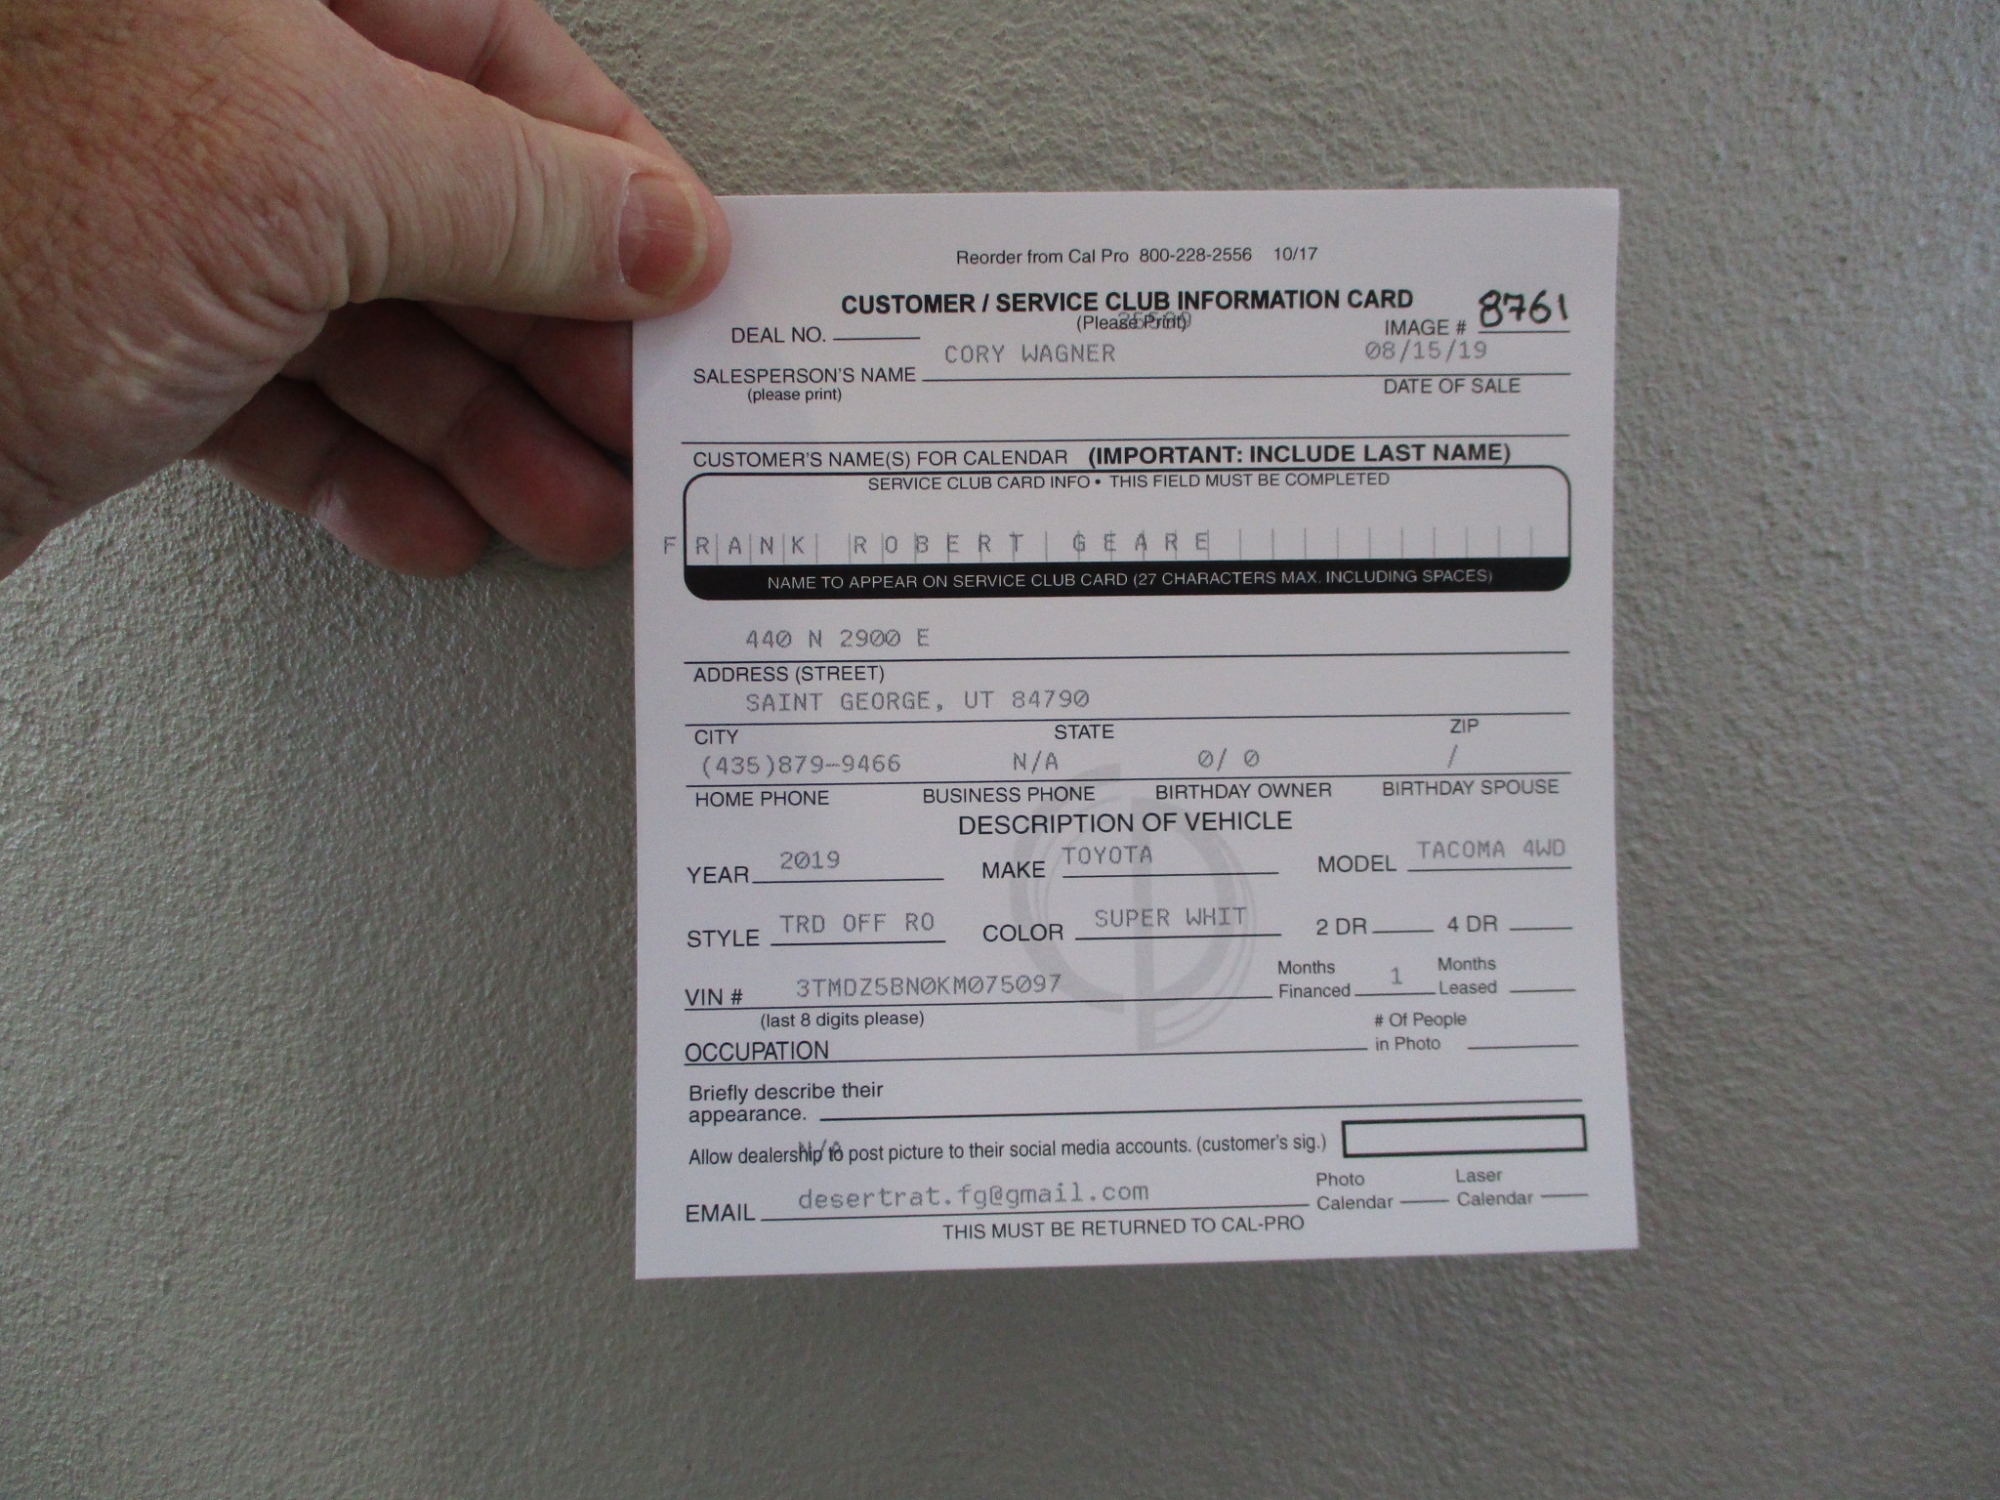 Reorder from Cal Pro 800-228-2556 10/17
CUSTOMER / SERVICE CLUB INFORMATION CARD
(Please Print)
DEAL NO. IMAGE # 8761
CORY WAGNER 08/15/19
SALESPERSON'S NAME DATE OF SALE
(please print)
CUSTOMER'S NAME(S) FOR CALENDAR (IMPORTANT: INCLUDE LAST NAME)
SERVICE CLUB CARD INFO • THIS FIELD MUST BE COMPLETED
FRANK ROBERT GEARE
NAME TO APPEAR ON SERVICE CLUB CARD (27 CHARACTERS MAX. INCLUDING SPACES)
440 N 2900 E
ADDRESS (STREET)
SAINT GEORGE, UT 84790
CITY STATE ZIP
(435)879-9466 N/A 0/ 0 /
HOME PHONE BUSINESS PHONE BIRTHDAY OWNER BIRTHDAY SPOUSE
DESCRIPTION OF VEHICLE
YEAR 2019 MAKE TOYOTA MODEL TACOMA 4WD
STYLE TRD OFF RO COLOR SUPER WHIT 2 DR 4 DR
VIN # 3TMDZ5BN0KM075097 Months Financed 1 Months Leased
(last 8 digits please)
OCCUPATION # Of People in Photo
Briefly describe their
appearance.
N/A
Allow dealership to post picture to their social media accounts. (customer's sig.)
EMAIL desertrat.fg@gmail.com Photo Calendar Laser Calendar
THIS MUST BE RETURNED TO CAL-PRO